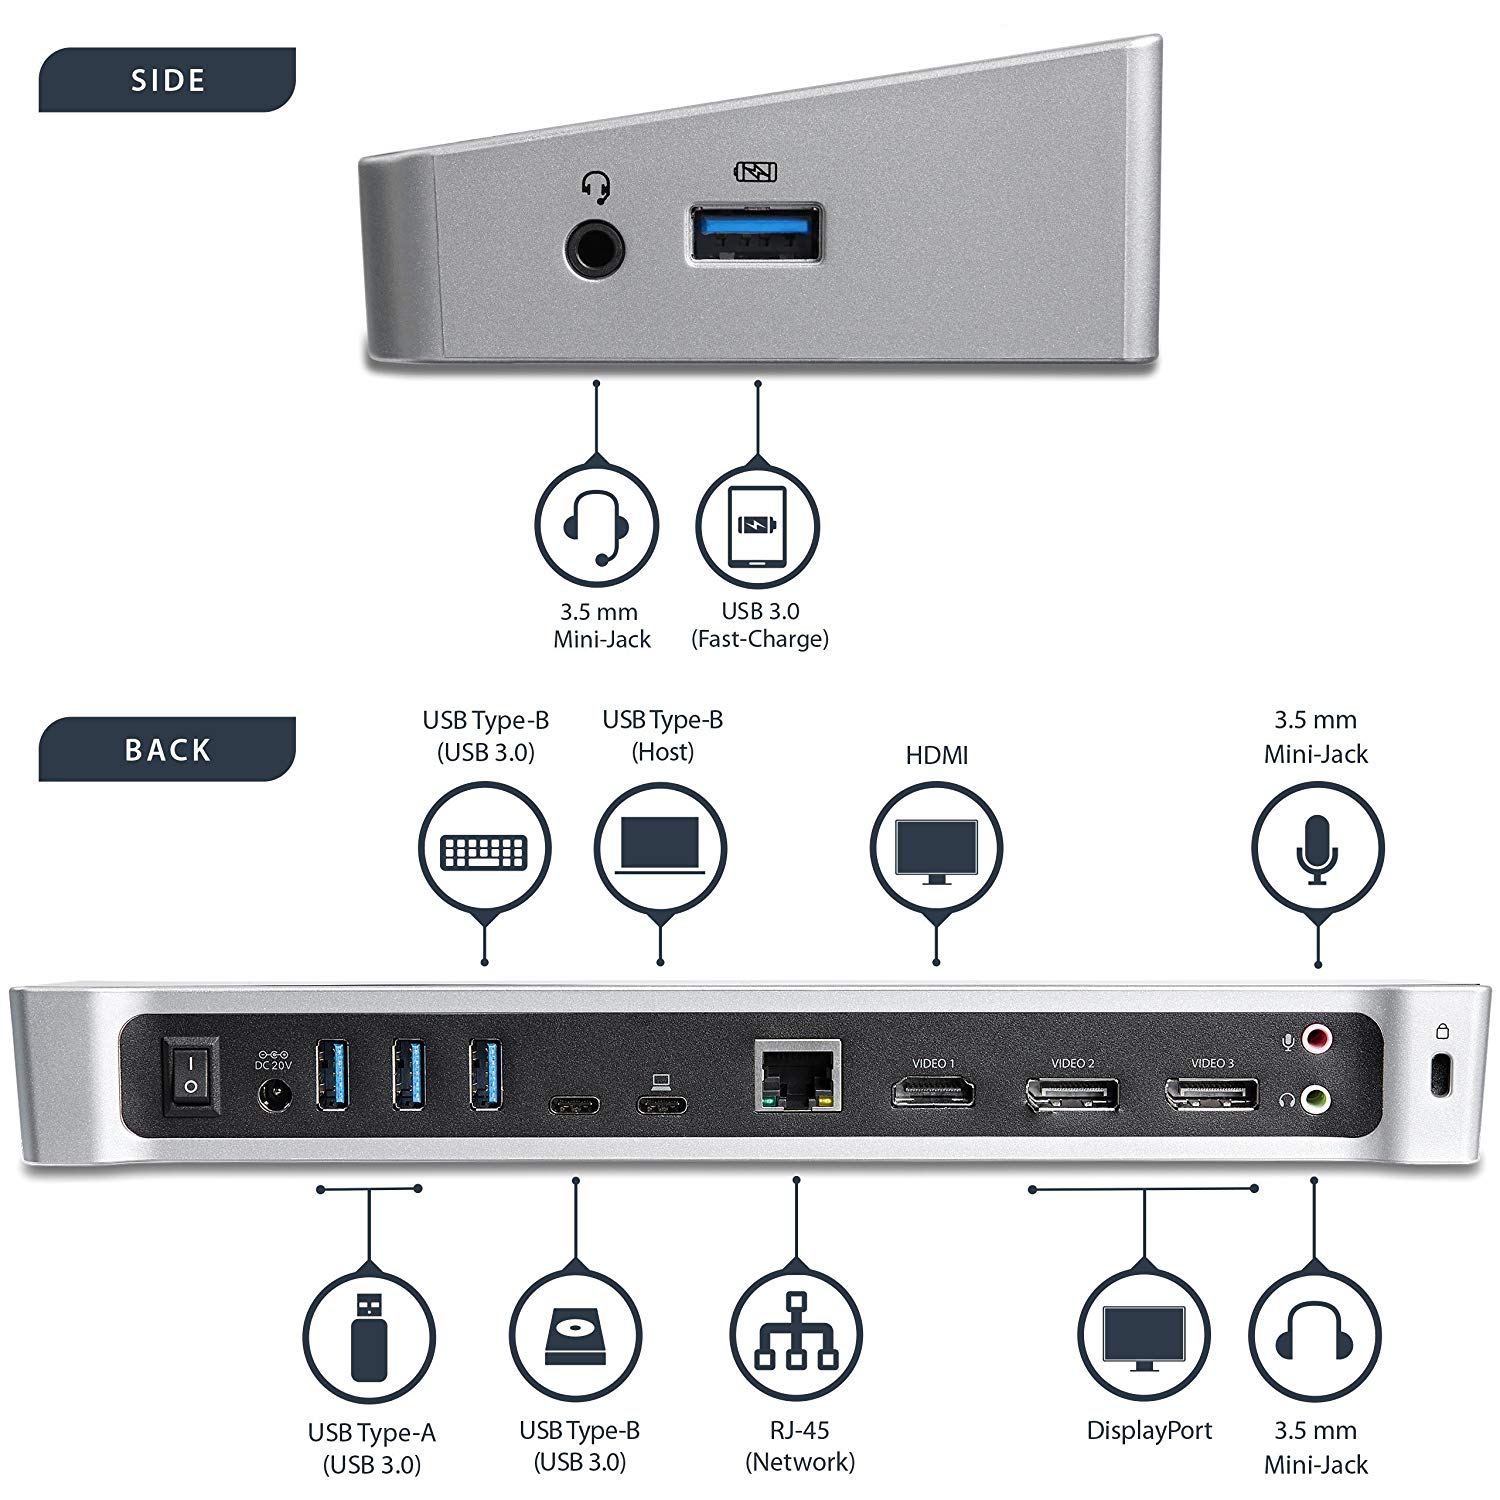 SIDE
3.5 mm
Mini-Jack
USB 3.0
(Fast-Charge)
BACK
USB Type-B
(USB 3.0)
USB Type-B
(Host)
HDMI
3.5 mm
Mini-Jack
DC 20V
VIDEO 1
VIDEO 2
VIDEO 3
USB Type-A
(USB 3.0)
USB Type-B
(USB 3.0)
RJ-45
(Network)
DisplayPort
3.5 mm
Mini-Jack